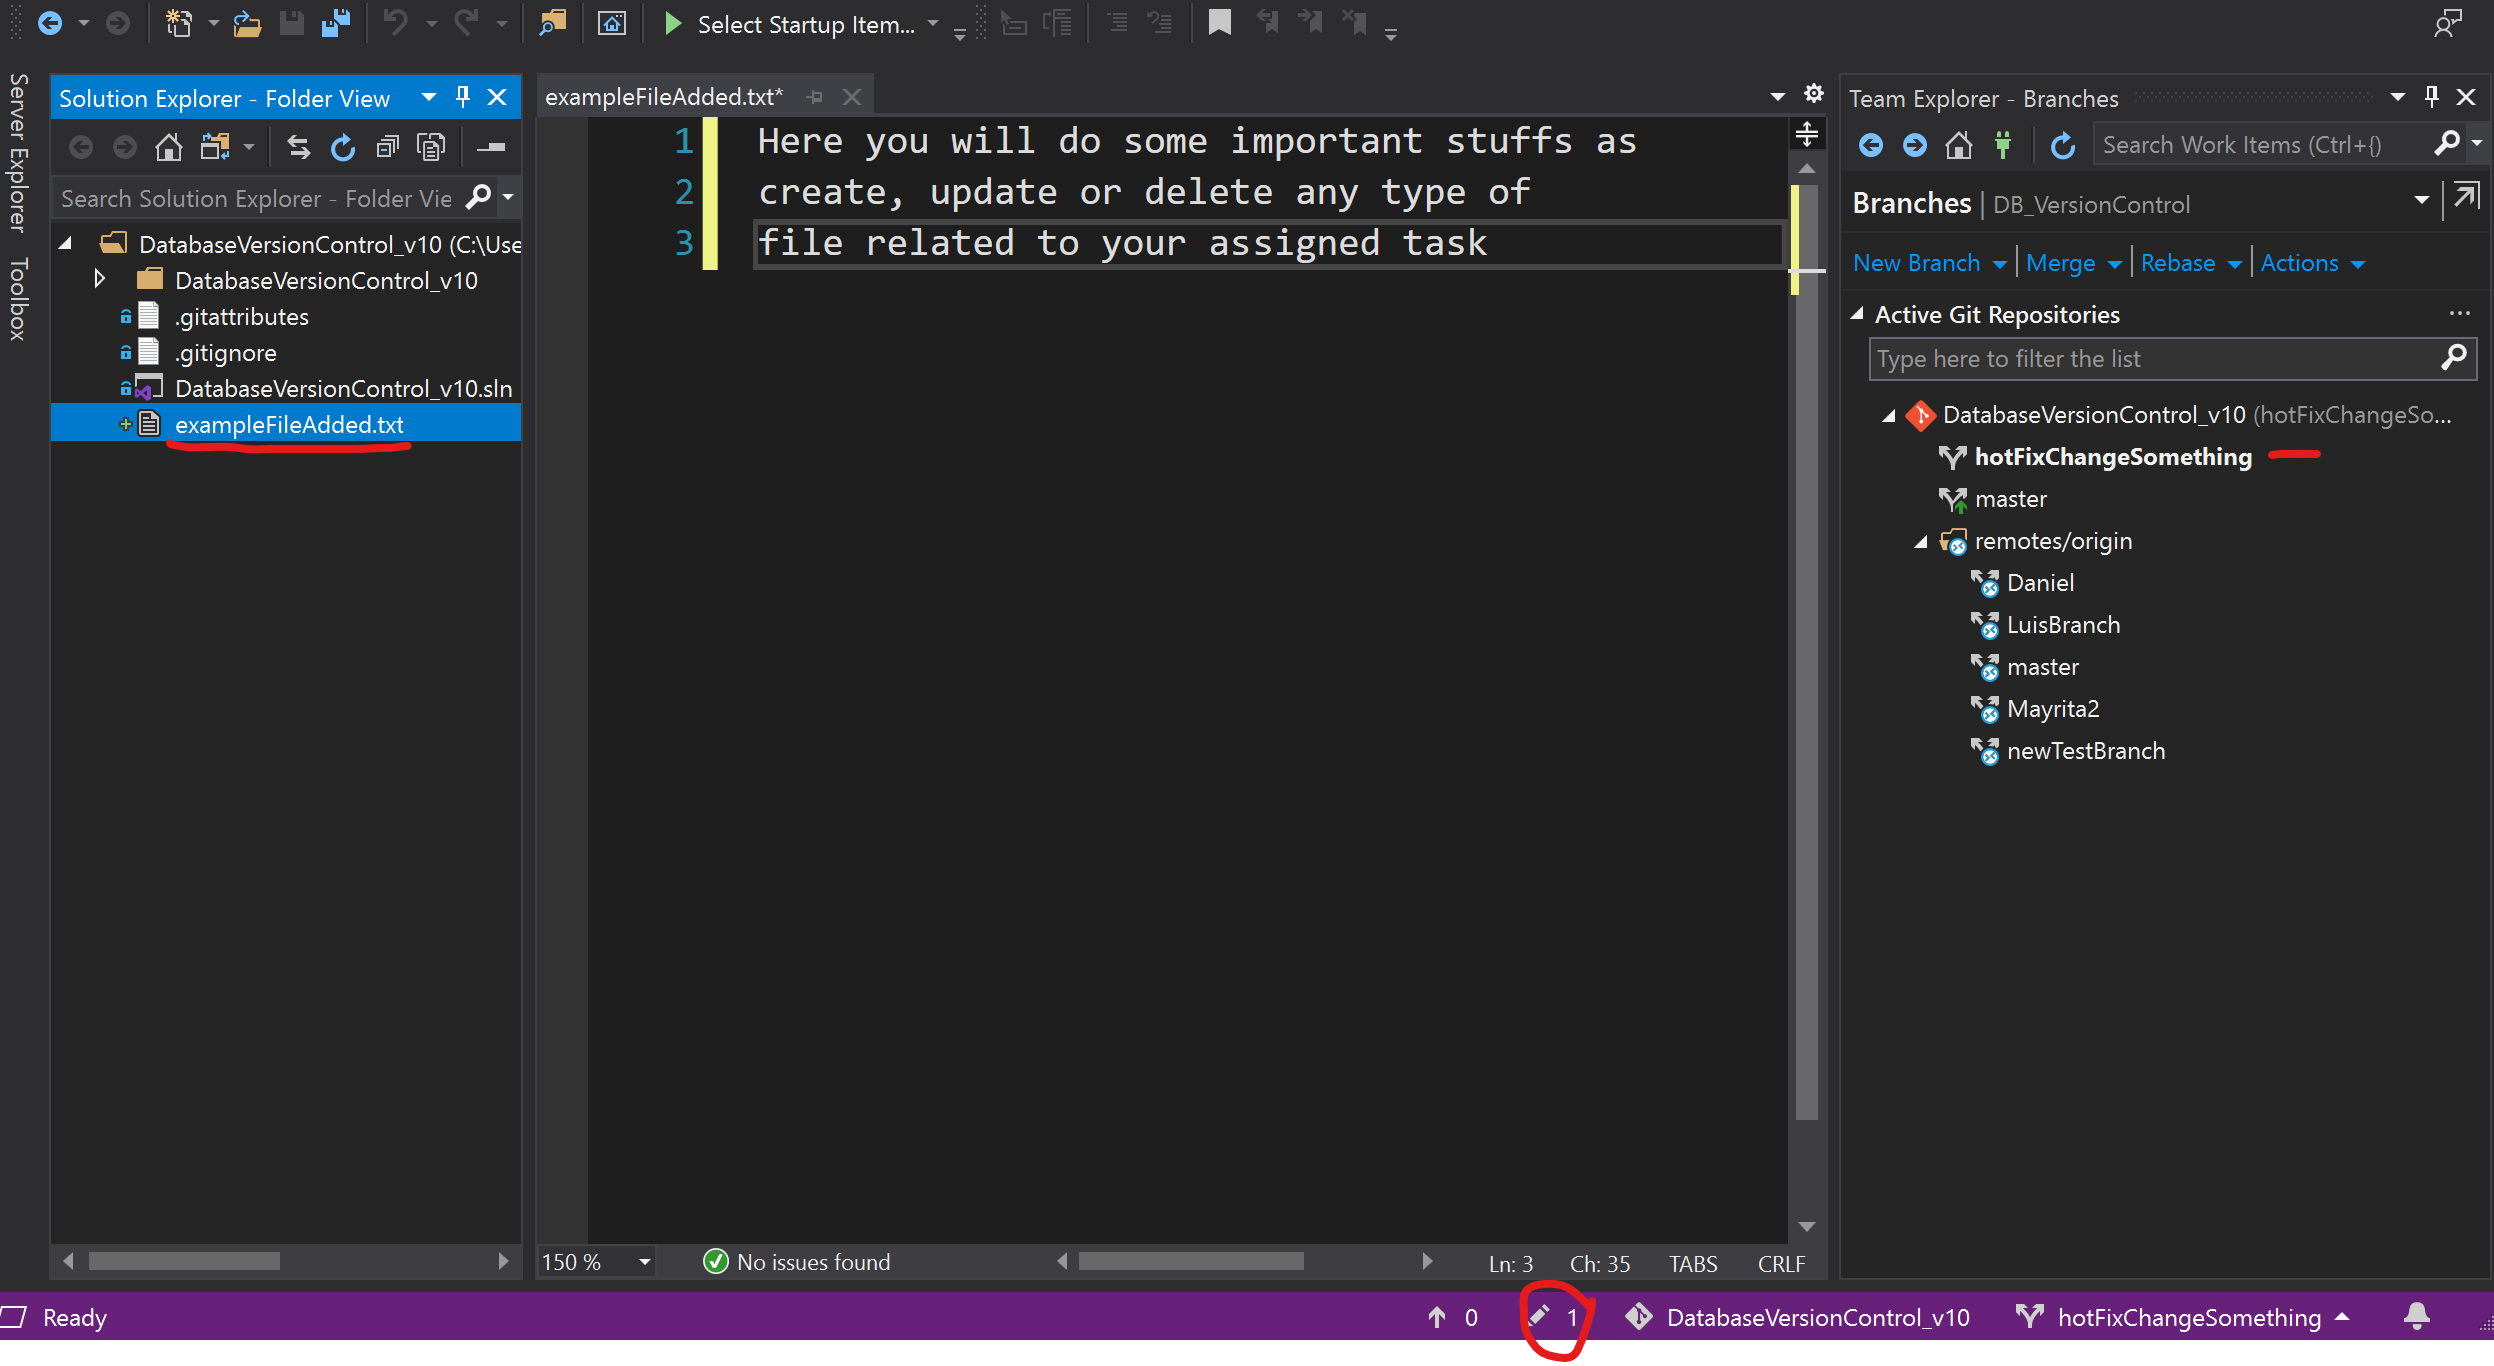 Select Startup Item...
Server Explorer
Toolbox
Solution Explorer - Folder View
Search Solution Explorer - Folder Vie
DatabaseVersionControl_v10 (C:\Use
DatabaseVersionControl_v10
.gitattributes
.gitignore
DatabaseVersionControl_v10.sln
exampleFileAdded.txt
exampleFileAdded.txt*
1 Here you will do some important stuffs as
2 create, update or delete any type of
3 file related to your assigned task
150 %
No issues found
Ln: 3 Ch: 35 TABS CRLF
Team Explorer - Branches
Search Work Items (Ctrl+{)
Branches | DB_VersionControl
New Branch Merge Rebase Actions
Active Git Repositories ...
Type here to filter the list
DatabaseVersionControl_v10 (hotFixChangeSo...
hotFixChangeSomething
master
remotes/origin
Daniel
LuisBranch
master
Mayrita2
newTestBranch
Ready 0 1 DatabaseVersionControl_v10 hotFixChangeSomething